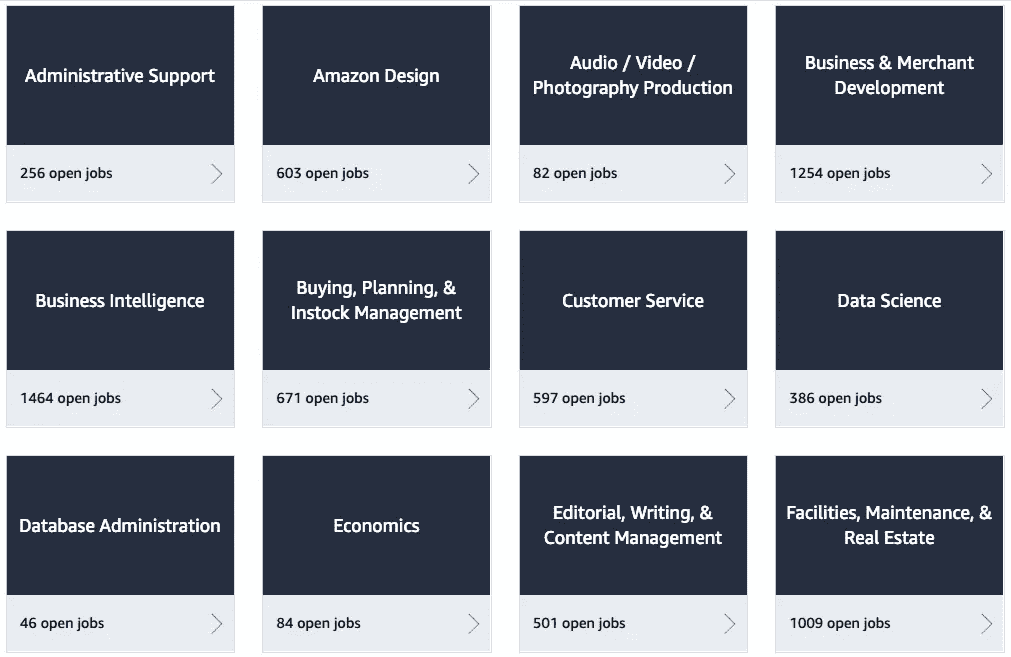 Administrative Support
256 open jobs
Amazon Design
603 open jobs
Audio / Video /
Photography Production
82 open jobs
Business & Merchant
Development
1254 open jobs
Business Intelligence
1464 open jobs
Buying, Planning, &
Instock Management
671 open jobs
Customer Service
597 open jobs
Data Science
386 open jobs
Database Administration
46 open jobs
Economics
84 open jobs
Editorial, Writing, &
Content Management
501 open jobs
Facilities, Maintenance, &
Real Estate
1009 open jobs